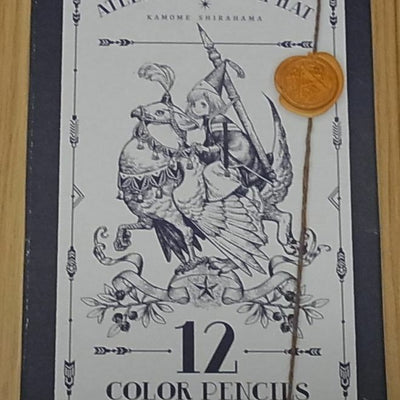 HAT
KAMOME SHIRAHAMA
12
COLOR PENCILS